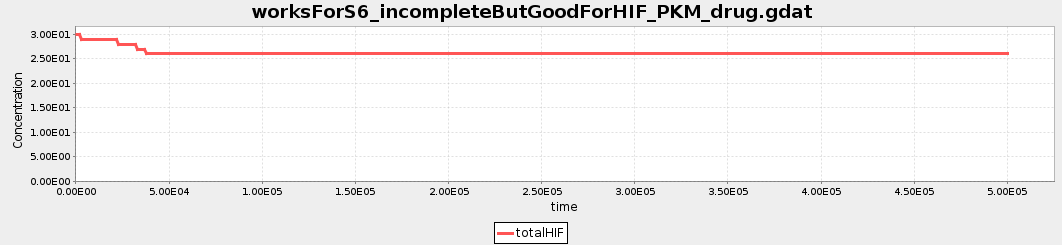 worksForS6_incompleteButGoodForHIF_PKM_drug.gdat
3.00E01
2.50E01
2.00E01
1.50E01
1.00E01
5.00E00
0.00E00
Concentration
0.00E00 5.00E04 1.00E05 1.50E05 2.00E05 2.50E05 3.00E05 3.50E05 4.00E05 4.50E05 5.00E05
time
totalHIF